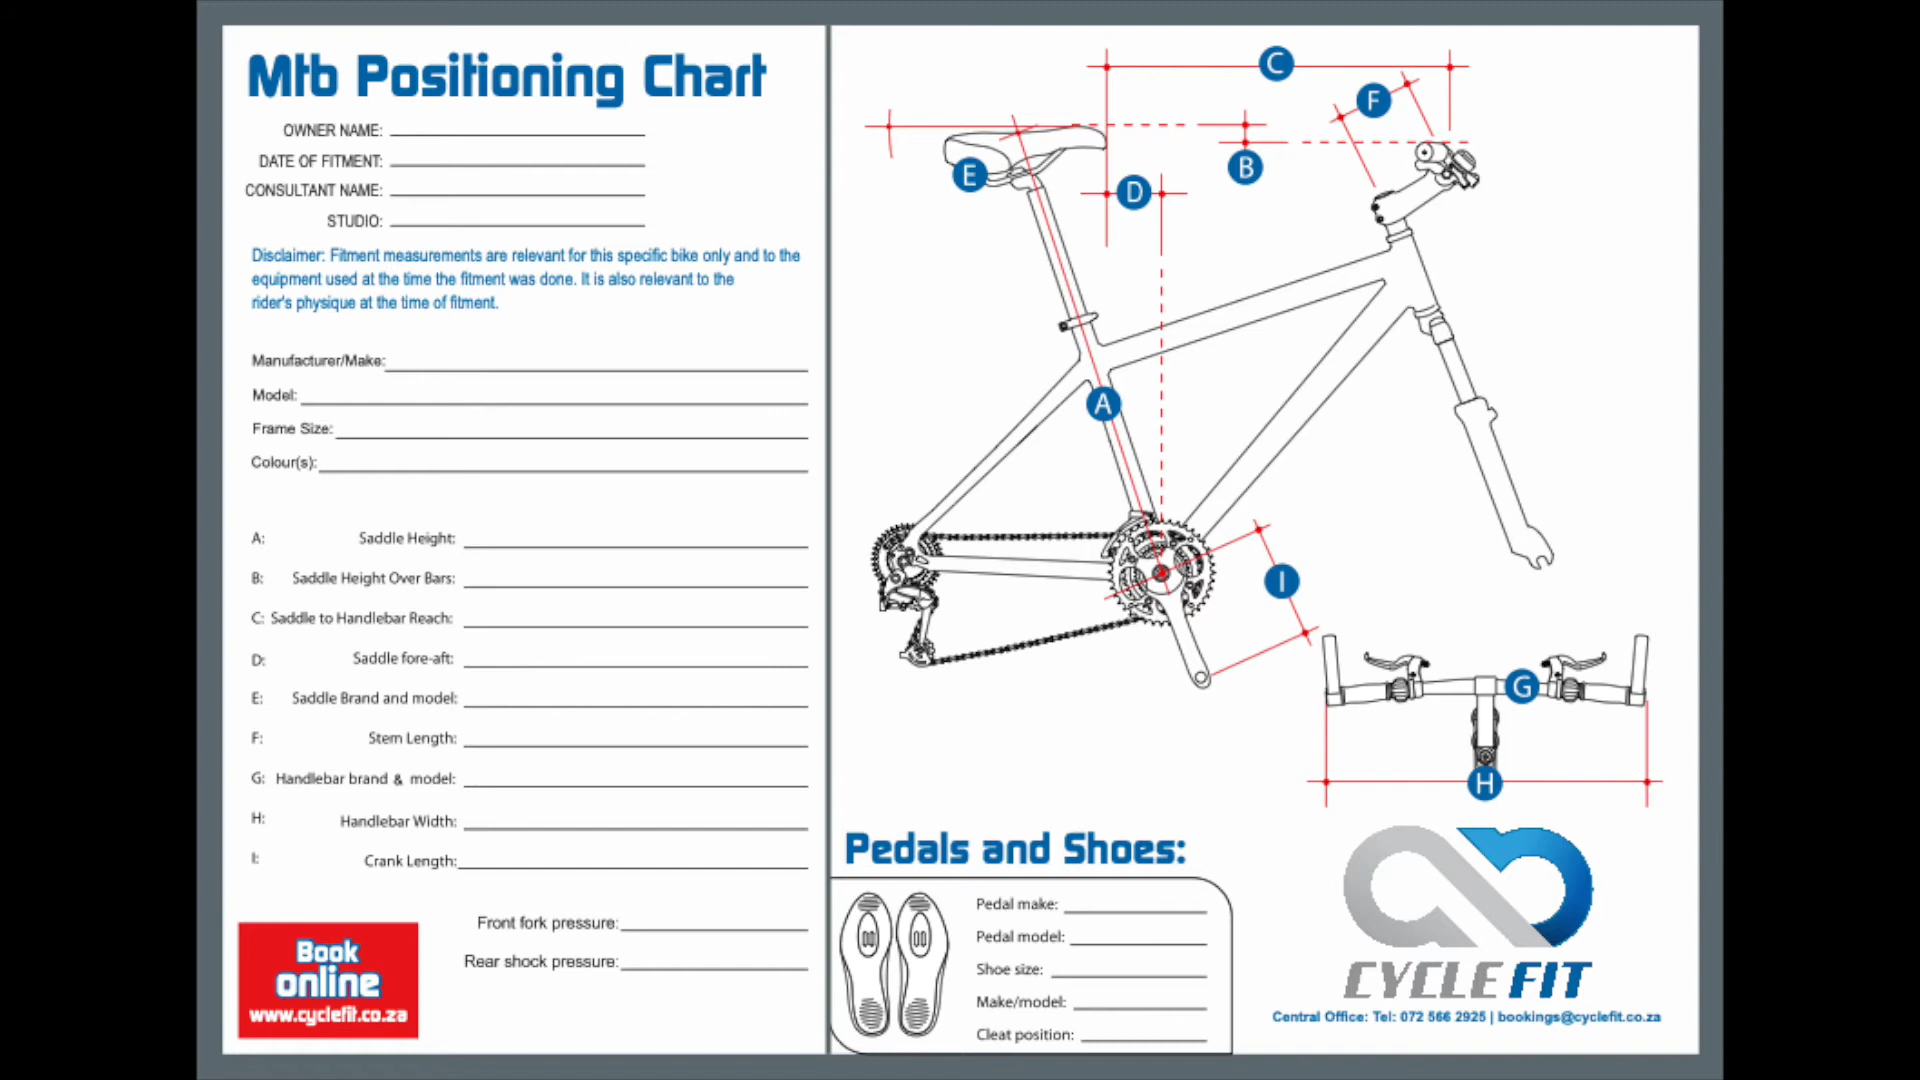 Mtb Positioning Chart
OWNER NAME:
DATE OF FITMENT:
CONSULTANT NAME:
STUDIO:
Disclaimer: Fitment measurements are relevant for this specific bike only and to the
equipment used at the time the fitment was done. It is also relevant to the
rider's physique at the time of fitment.
Manufacturer/Make:
Model:
Frame Size:
Colour(s):
A: Saddle Height:
B: Saddle Height Over Bars:
C: Saddle to Handlebar Reach:
D: Saddle fore-aft:
E: Saddle Brand and model:
F: Stem Length:
G: Handlebar brand & model:
H: Handlebar Width:
I: Crank Length:
Front fork pressure:
Rear shock pressure:
Book
online
www.cyclefit.co.za
C
F
E
D
B
A
I
G
H
Pedals and Shoes:
Pedal make:
Pedal model:
Shoe size:
Make/model:
Cleat position:
CYCLE FIT
Central Office: Tel: 072 566 2925 | bookings@cyclefit.co.za